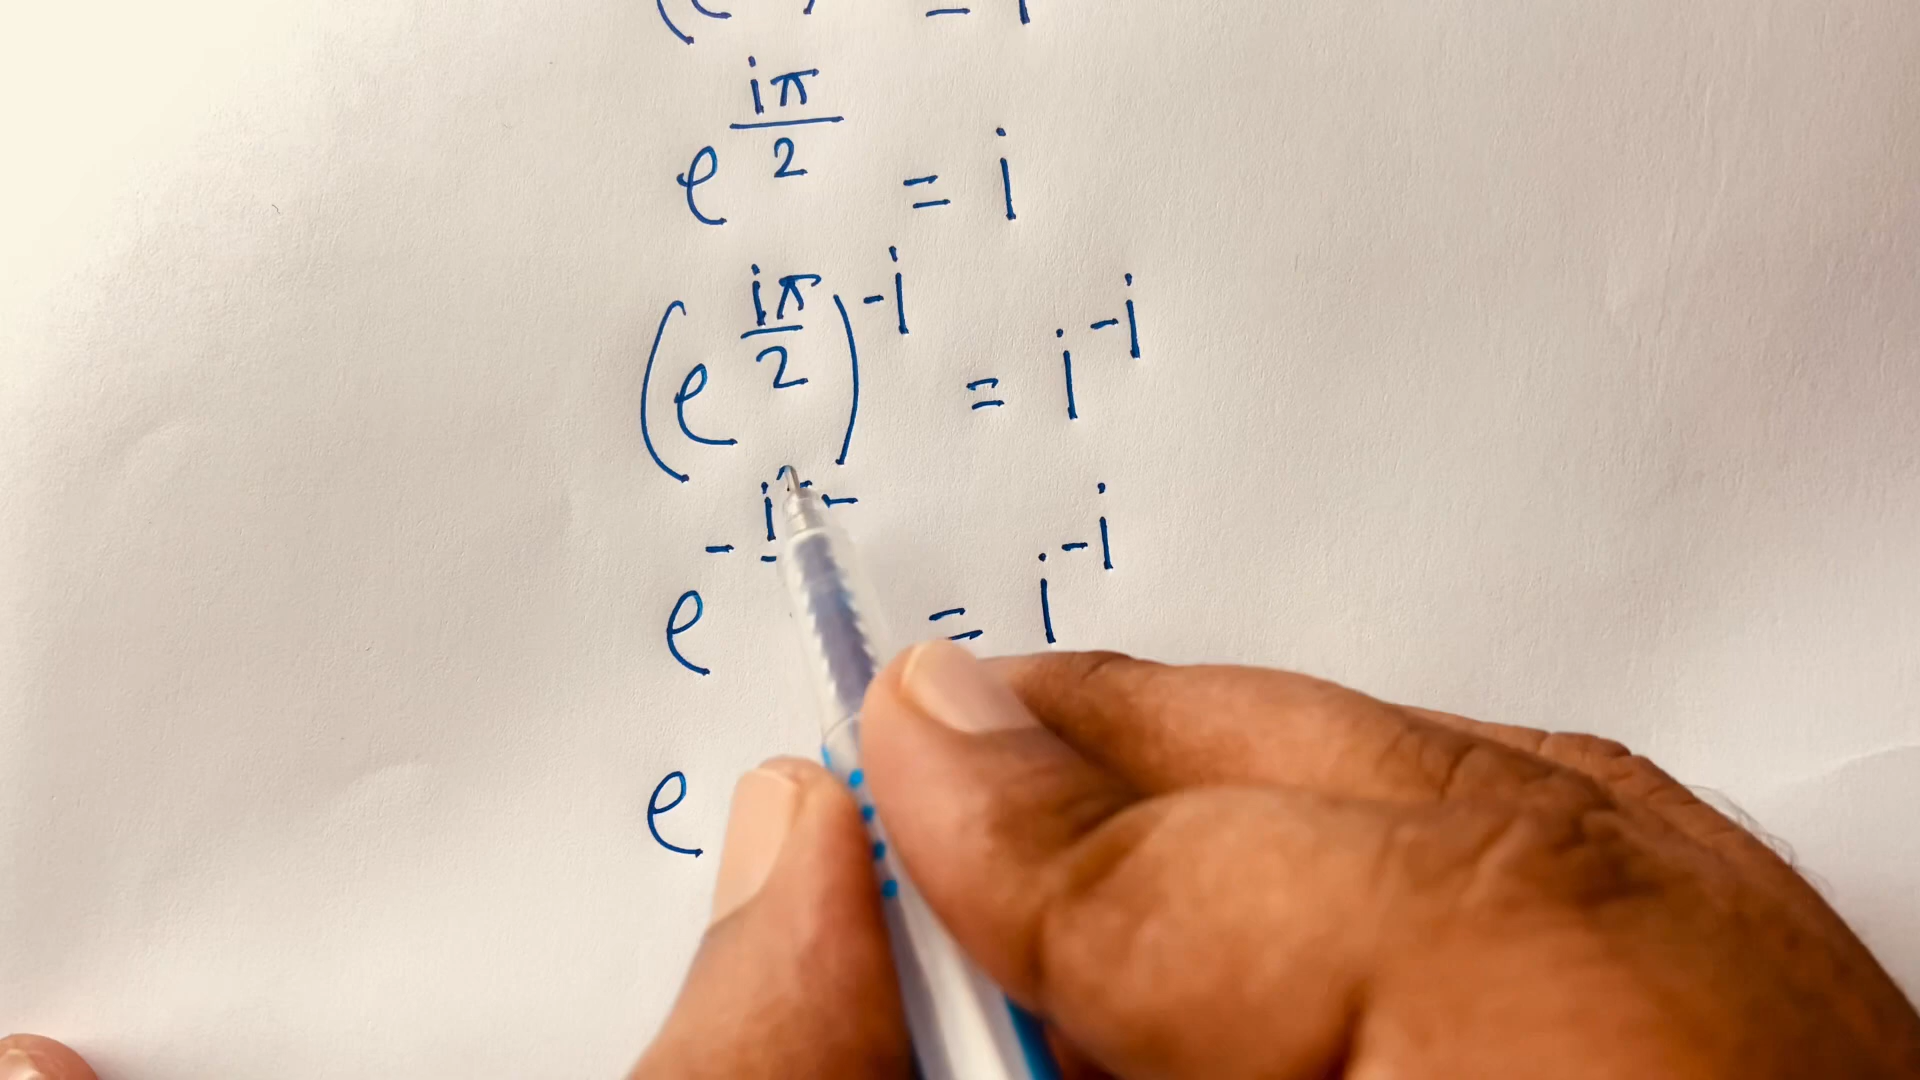 e^(iπ/2) = i
(e^(iπ/2))^-i = i^-i
e^- = i^-i
e